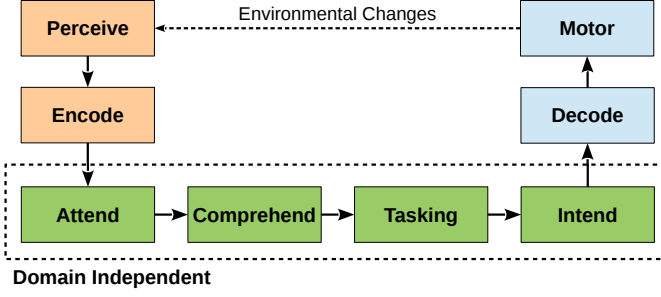 Environmental Changes
Perceive
Motor
Encode
Decode
Attend
Comprehend
Tasking
Intend
Domain Independent